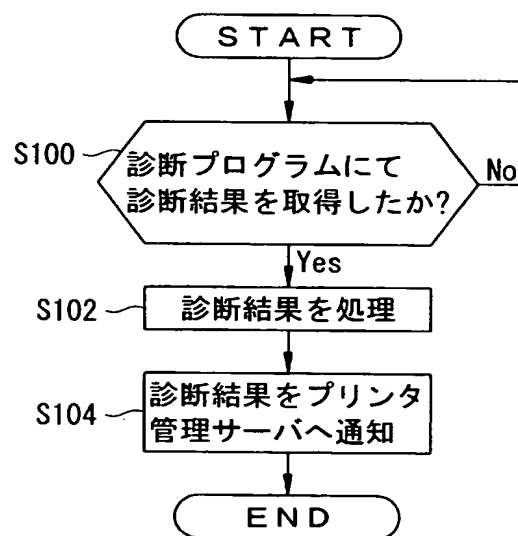 START
S100
診断プログラムにて
診断結果を取得したか?
No
Yes
S102
診断結果を処理
S104
診断結果をプリンタ
管理サーバへ通知
END